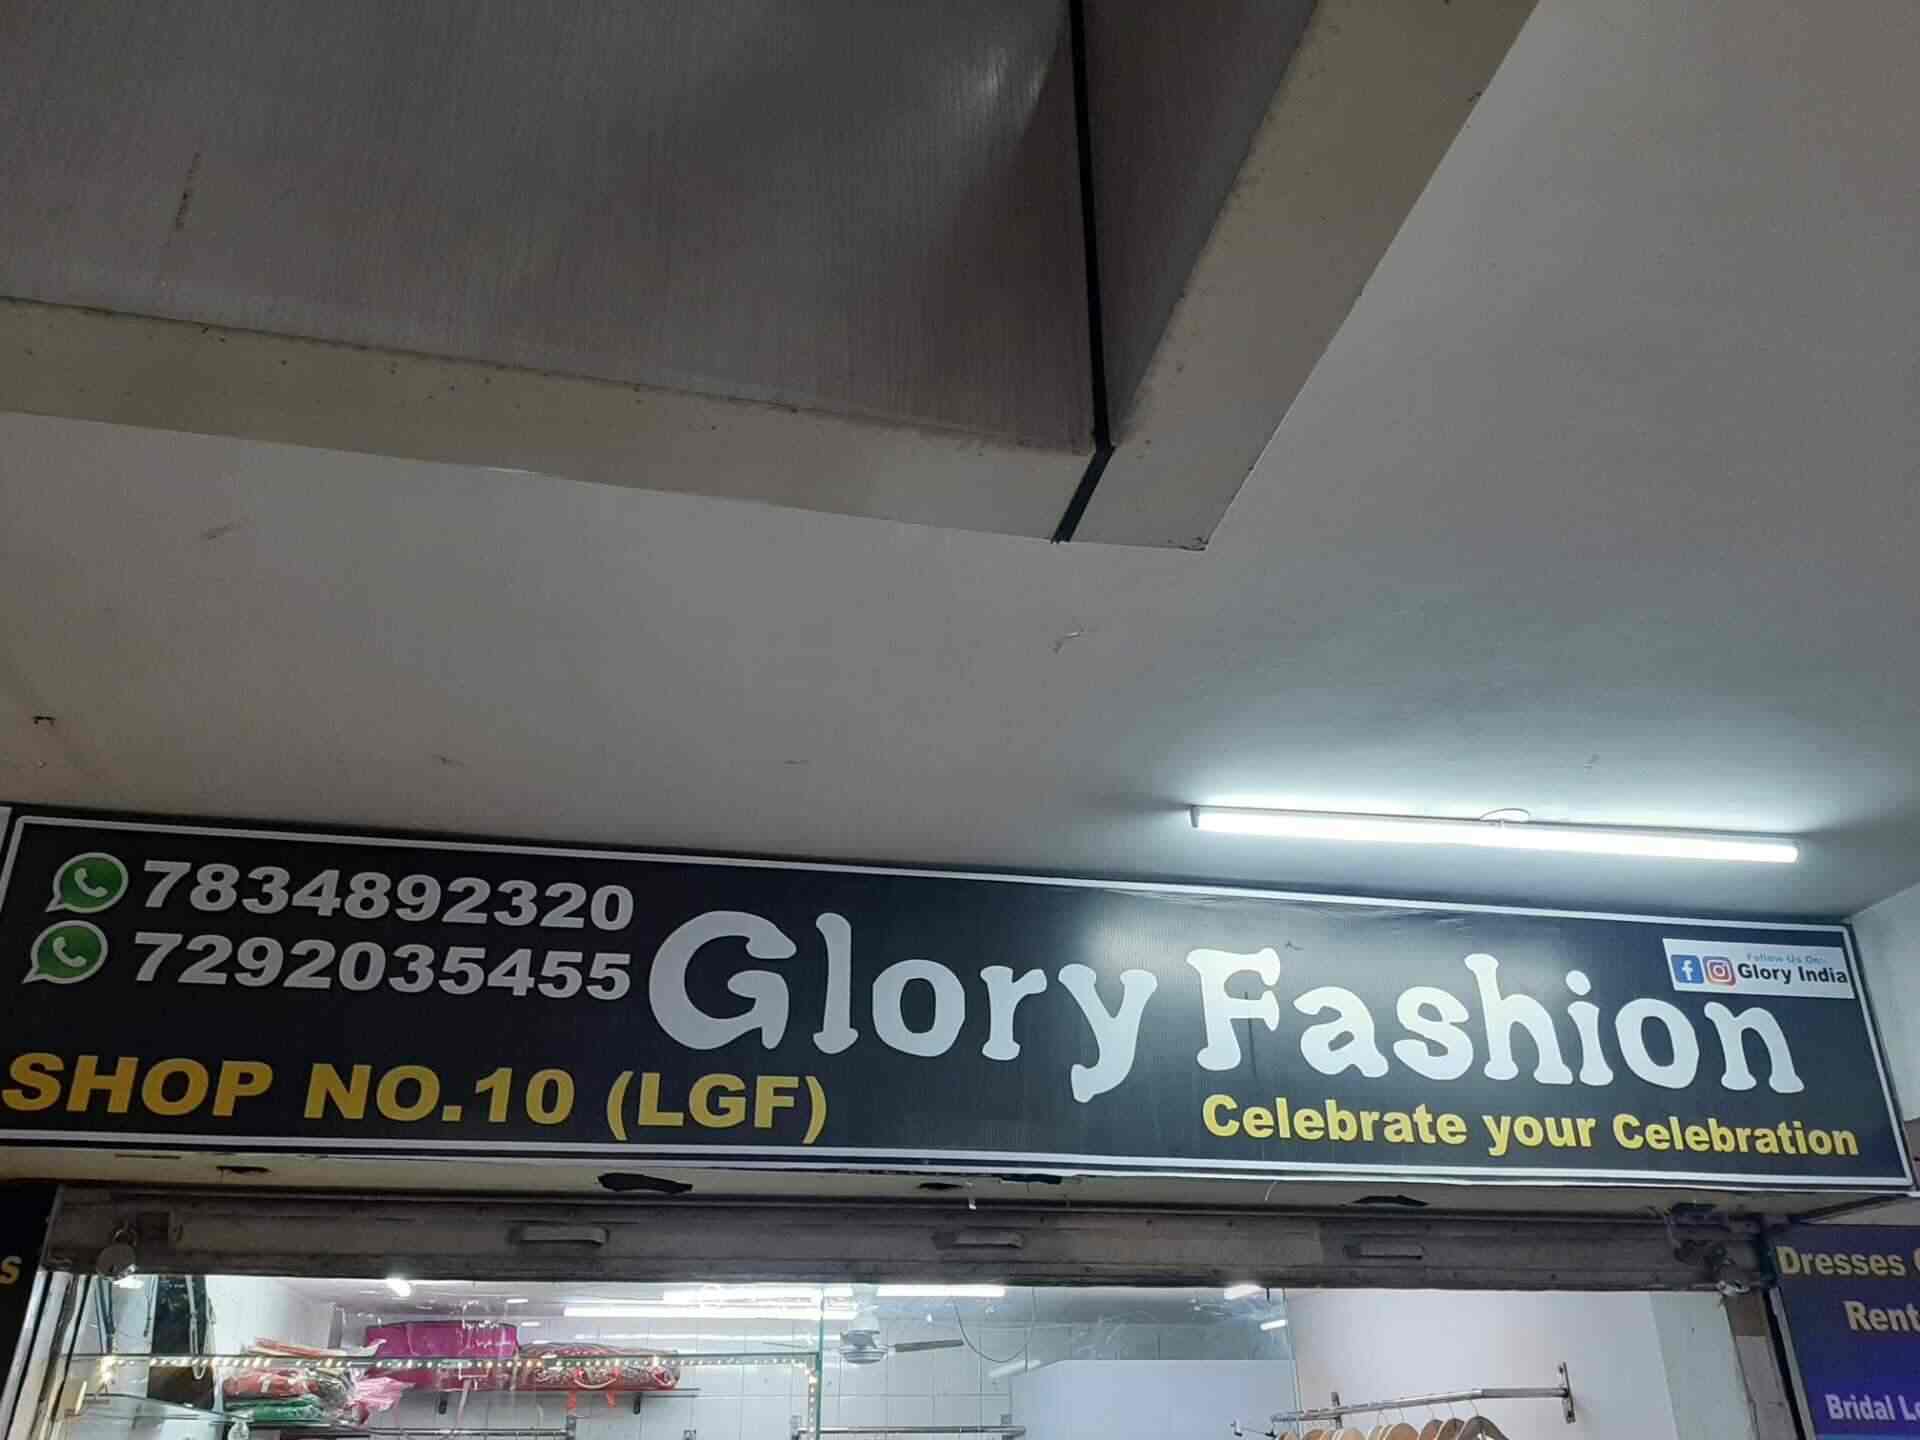 7834892320
7292035455
Glory Fashion
Follow Us On:-
Glory India
SHOP NO.10 (LGF)
Celebrate your Celebration
Dresses
Rent
Bridal